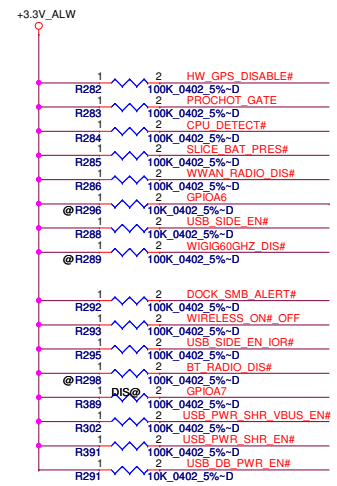 +3.3V_ALW
1 2 HW_GPS_DISABLE#
R282 100K_0402_5%~D
1 2 PROCHOT_GATE
R283 100K_0402_5%~D
1 2 CPU_DETECT#
R284 100K_0402_5%~D
1 2 SLICE_BAT_PRES#
R285 100K_0402_5%~D
1 2 WWAN_RADIO_DIS#
R286 100K_0402_5%~D
1 2 GPIOA6
@R296 10K_0402_5%~D
1 2 USB_SIDE_EN#
R288 10K_0402_5%~D
1 2 WIGIG60GHZ_DIS#
@R289 100K_0402_5%~D
1 2 DOCK_SMB_ALERT#
R292 100K_0402_5%~D
1 2 WIRELESS_ON#_OFF
R293 100K_0402_5%~D
1 2 USB_SIDE_EN_IOR#
R295 100K_0402_5%~D
1 2 BT_RADIO_DIS#
@R298 100K_0402_5%~D
1 DIS@ 2 GPIOA7
R389 100K_0402_5%~D
1 2 USB_PWR_SHR_VBUS_EN#
R302 100K_0402_5%~D
1 2 USB_PWR_SHR_EN#
R391 100K_0402_5%~D
1 2 USB_DB_PWR_EN#
R291 10K_0402_5%~D